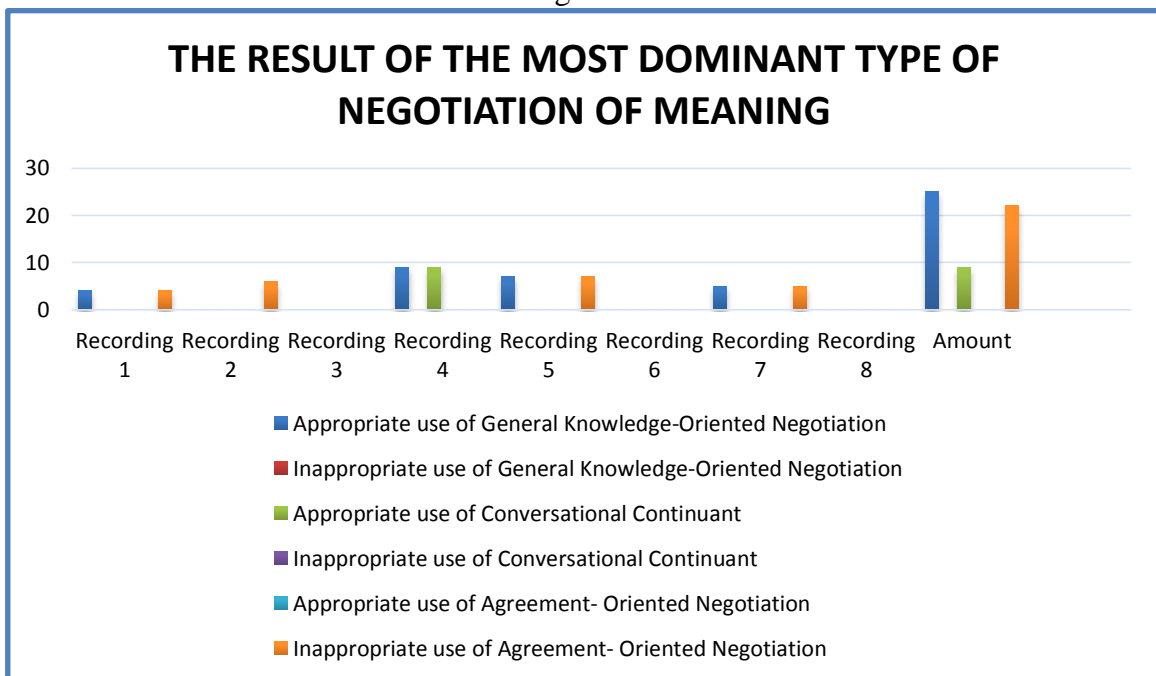 THE RESULT OF THE MOST DOMINANT TYPE OF
NEGOTIATION OF MEANING
30
20
10
0
Recording 1
Recording 2
Recording 3
Recording 4
Recording 5
Recording 6
Recording 7
Recording 8
Amount
Appropriate use of General Knowledge-Oriented Negotiation
Inappropriate use of General Knowledge-Oriented Negotiation
Appropriate use of Conversational Continuant
Inappropriate use of Conversational Continuant
Appropriate use of Agreement- Oriented Negotiation
Inappropriate use of Agreement- Oriented Negotiation